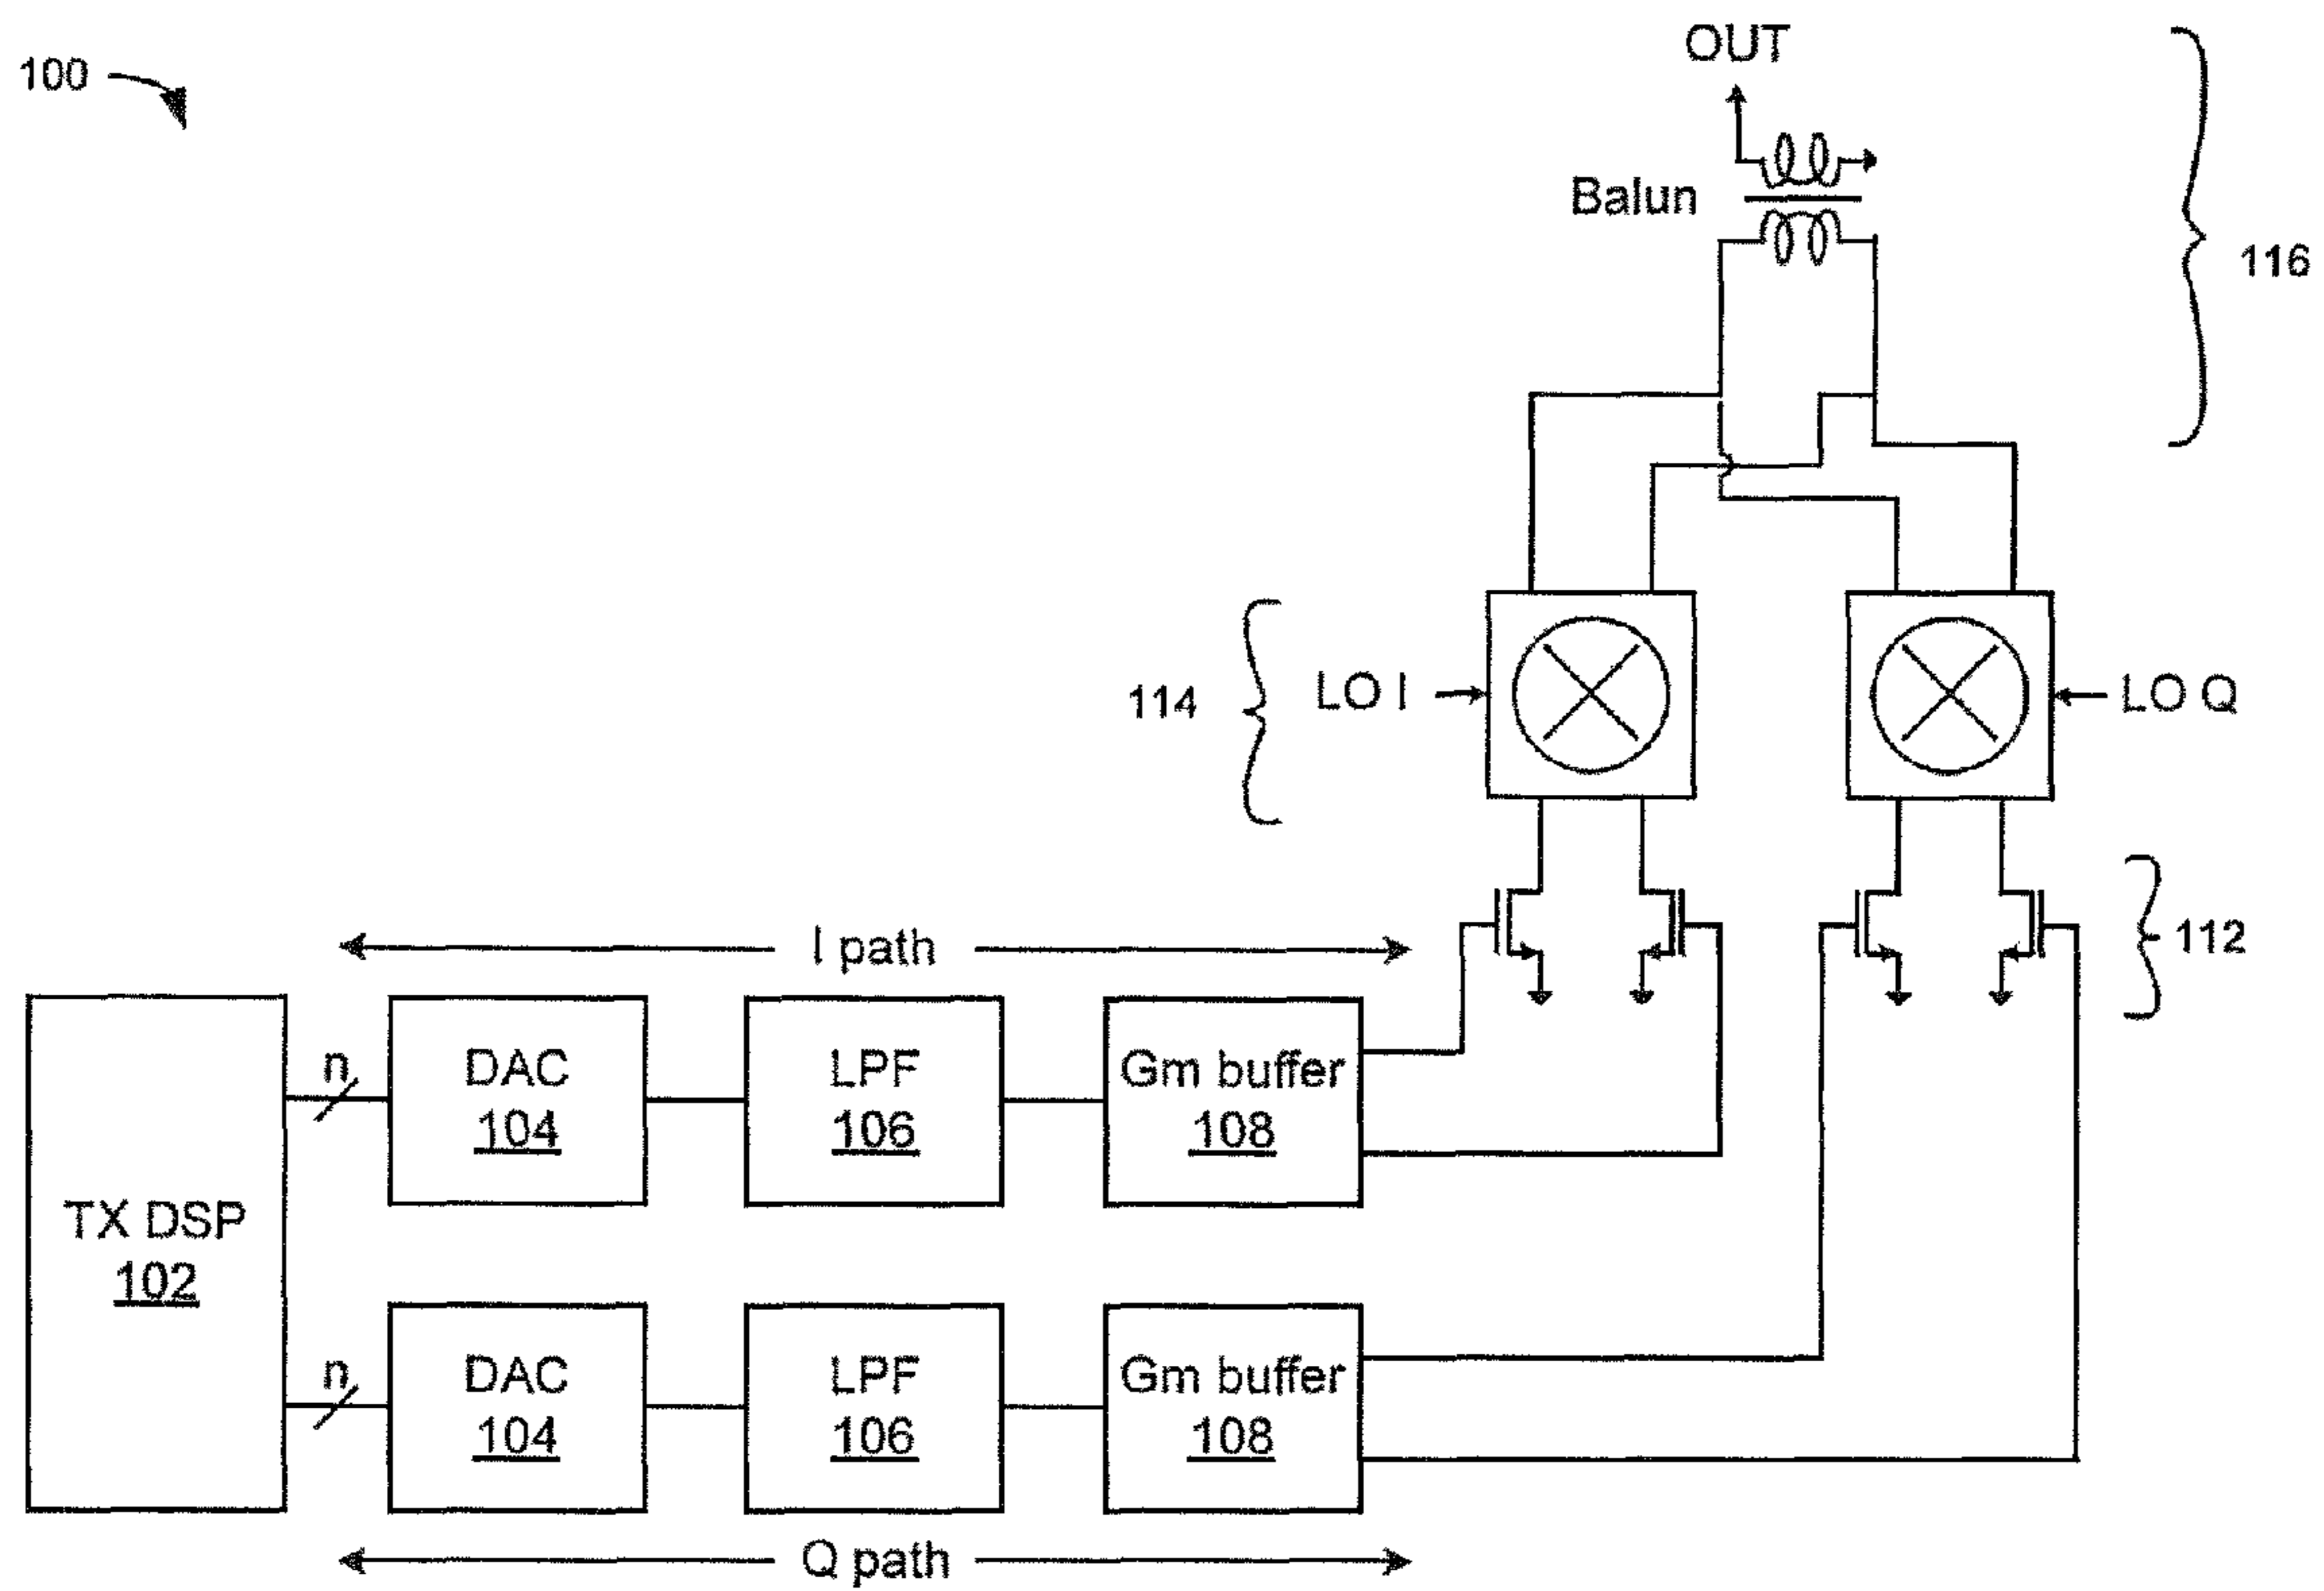 OUT
100
Balun
116
114
LO I
LO Q
112
I path
n
DAC
104
LPF
106
Gm buffer
108
TX DSP
102
n
DAC
104
LPF
106
Gm buffer
108
Q path